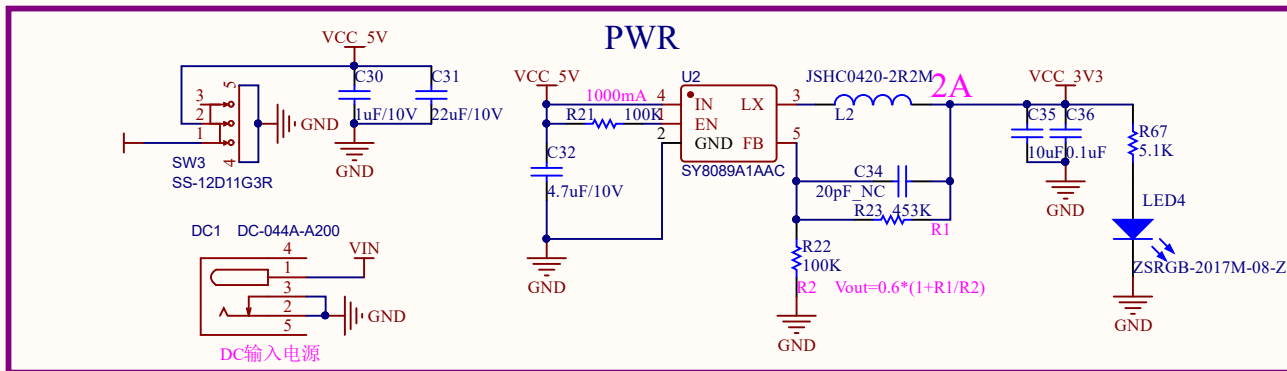 PWR
VCC_5V
C30
1uF/10V
C31
22uF/10V
GND
3
2
1
5
4
GND
SW3
SS-12D11G3R
DC1 DC-044A-A200
VIN
4
1
3
2
5
GND
DC输入电源
VCC_5V
1000mA
R21 100K
C32
4.7uF/10V
GND
U2
4 IN LX 3
1 EN
2 GND FB 5
SY8089A1AAC
JSHC0420-2R2M
L2
2A
C34
20pF_NC
R23 453K
R1
R22
100K
R2 Vout=0.6*(1+R1/R2)
GND
VCC_3V3
C35
10uF
C36
0.1uF
GND
R67
5.1K
LED4
ZSRGB-2017M-08-Z
GND